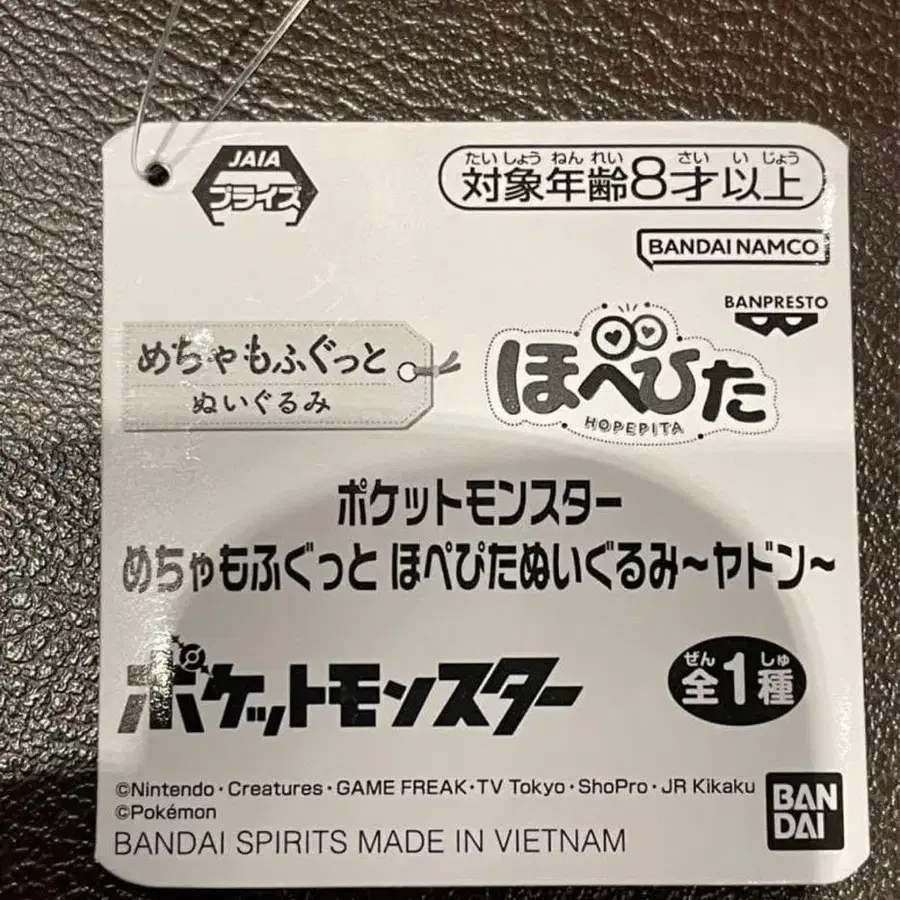 JAIA
プライズ
たいしょうねんれい さいいじょう
対象年齢8才以上
BANDAI NAMCO
BANPRESTO
めちゃもふぐっと
ぬいぐるみ
ほぺぴた
HOPEPITA
ポケットモンスター
めちゃもふぐっと ほぺぴたぬいぐるみ～ヤドン～
ポケットモンスター
ぜん しゅ
全1種
©Nintendo・Creatures・GAME FREAK・TV Tokyo・ShoPro・JR Kikaku
©Pokémon
BANDAI SPIRITS MADE IN VIETNAM
BAN
DAI